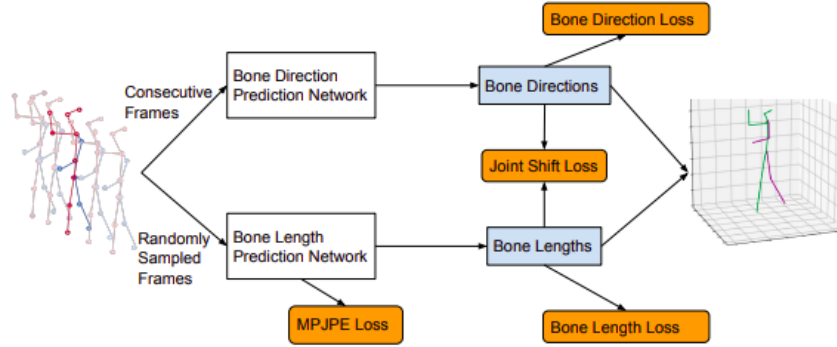 Bone Direction Loss
Consecutive
Frames
Bone Direction
Prediction Network
Bone Directions
Joint Shift Loss
Randomly
Sampled
Frames
Bone Length
Prediction Network
Bone Lengths
MPJPE Loss
Bone Length Loss